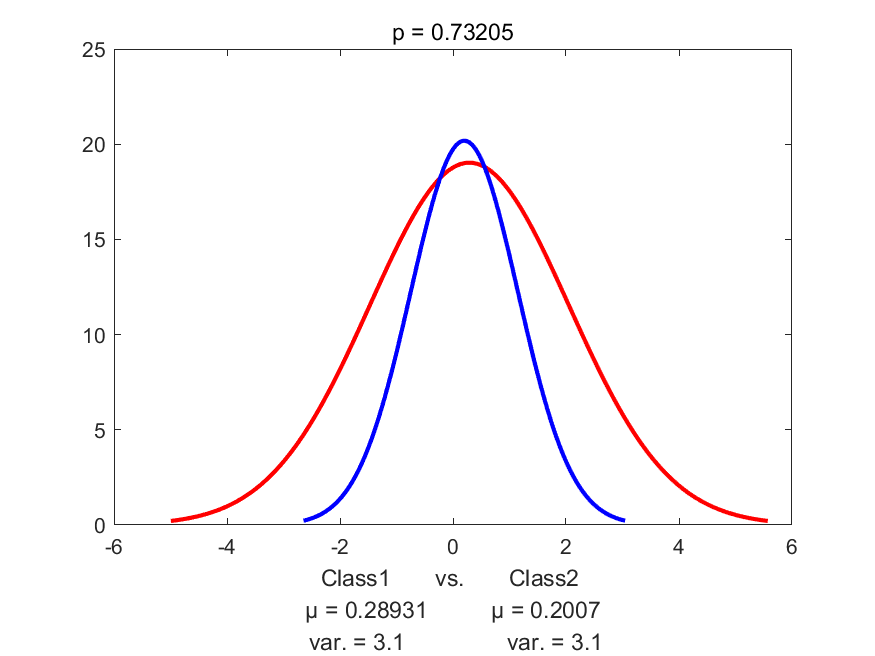 p = 0.73205
25
20
15
10
5
0
-6 -4 -2 0 2 4 6
Class1 vs. Class2
μ = 0.28931 μ = 0.2007
var. = 3.1 var. = 3.1